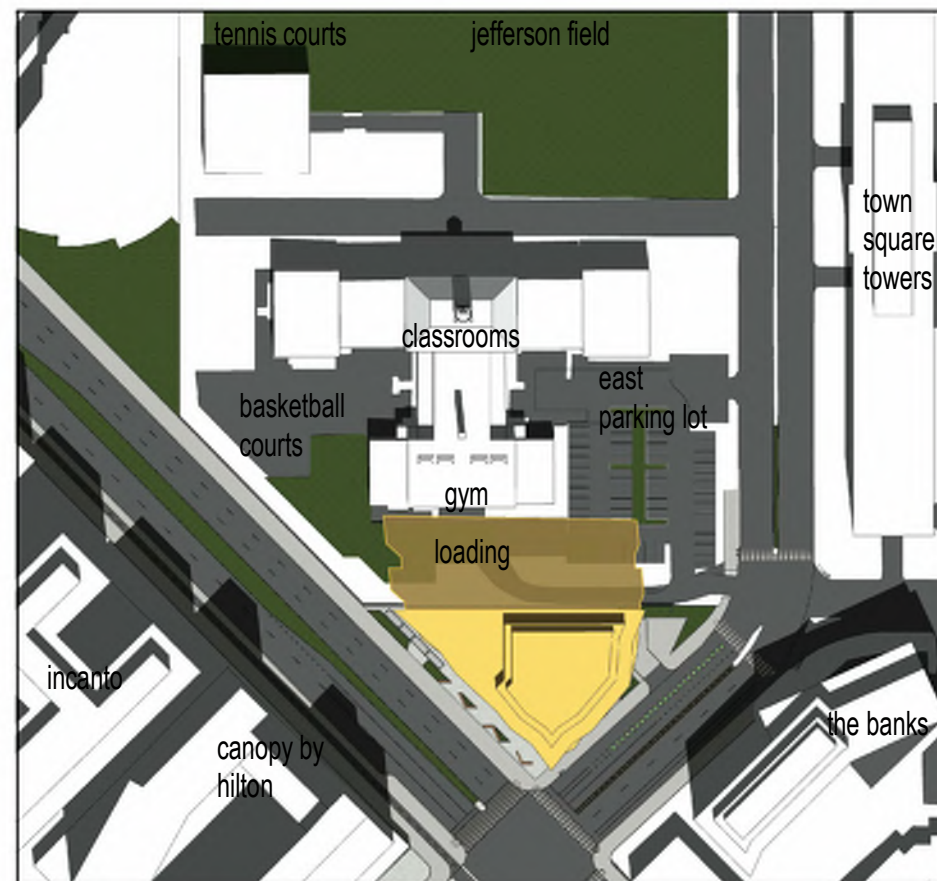 tennis courts
jefferson field
town
square
towers
classrooms
east
parking lot
basketball
courts
gym
loading
incanto
canopy by
hilton
the banks